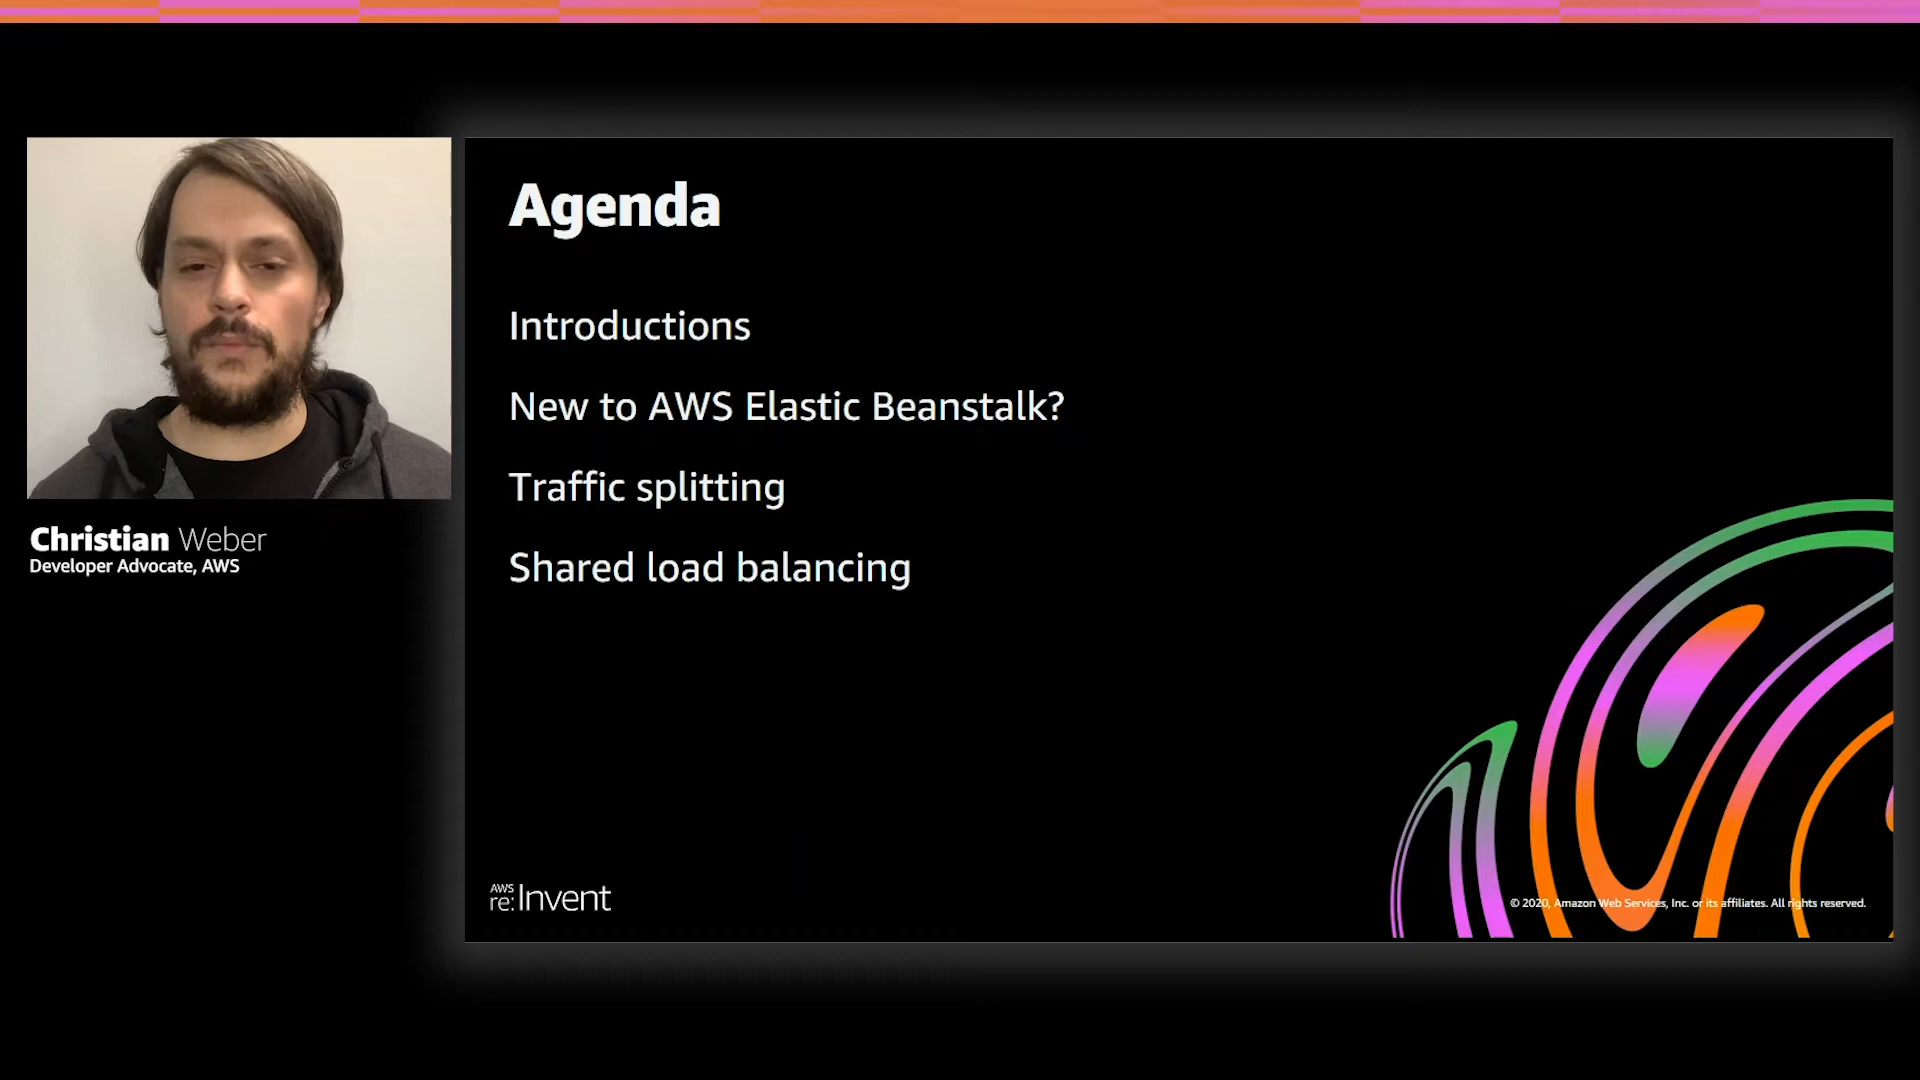 Agenda
Introductions
New to AWS Elastic Beanstalk?
Traffic splitting
Shared load balancing
Christian Weber
Developer Advocate, AWS
AWS
re:Invent
© 2020, Amazon Web Services, Inc. or its affiliates. All rights reserved.